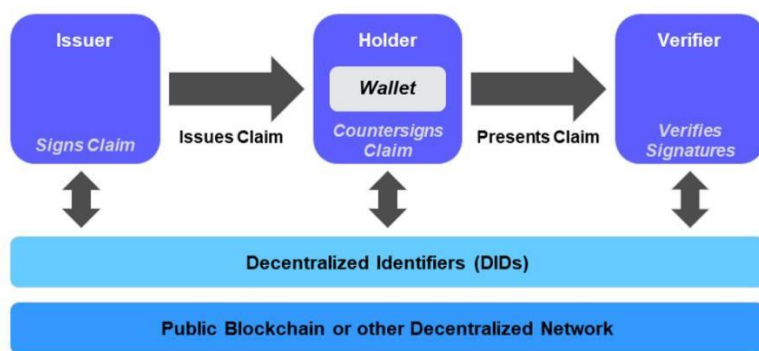 Issuer
Signs Claim
Issues Claim
Holder
Wallet
Countersigns
Claim
Presents Claim
Verifier
Verifies
Signatures
Decentralized Identifiers (DIDs)
Public Blockchain or other Decentralized Network